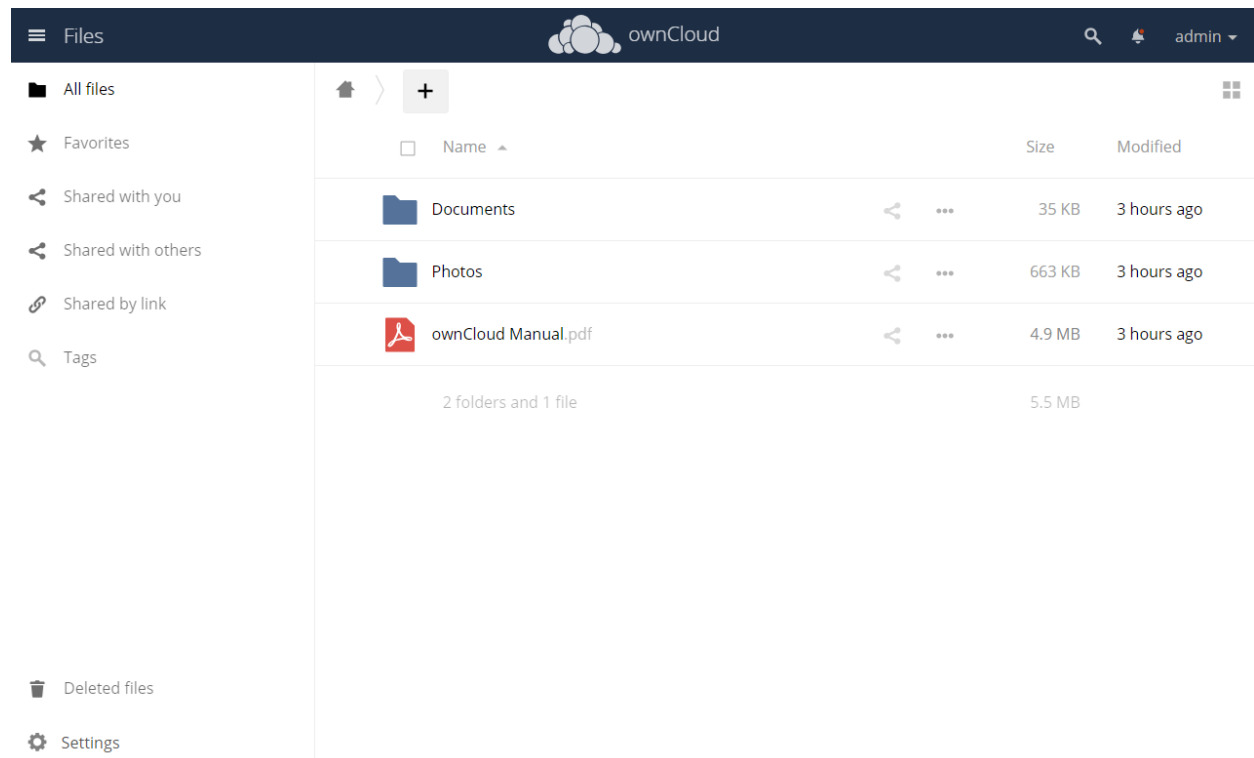 Files
ownCloud
admin
All files
Favorites
Shared with you
Shared with others
Shared by link
Tags
Deleted files
Settings
+
Name Size Modified
Documents 35 KB 3 hours ago
Photos 663 KB 3 hours ago
ownCloud Manual.pdf 4.9 MB 3 hours ago
2 folders and 1 file 5.5 MB